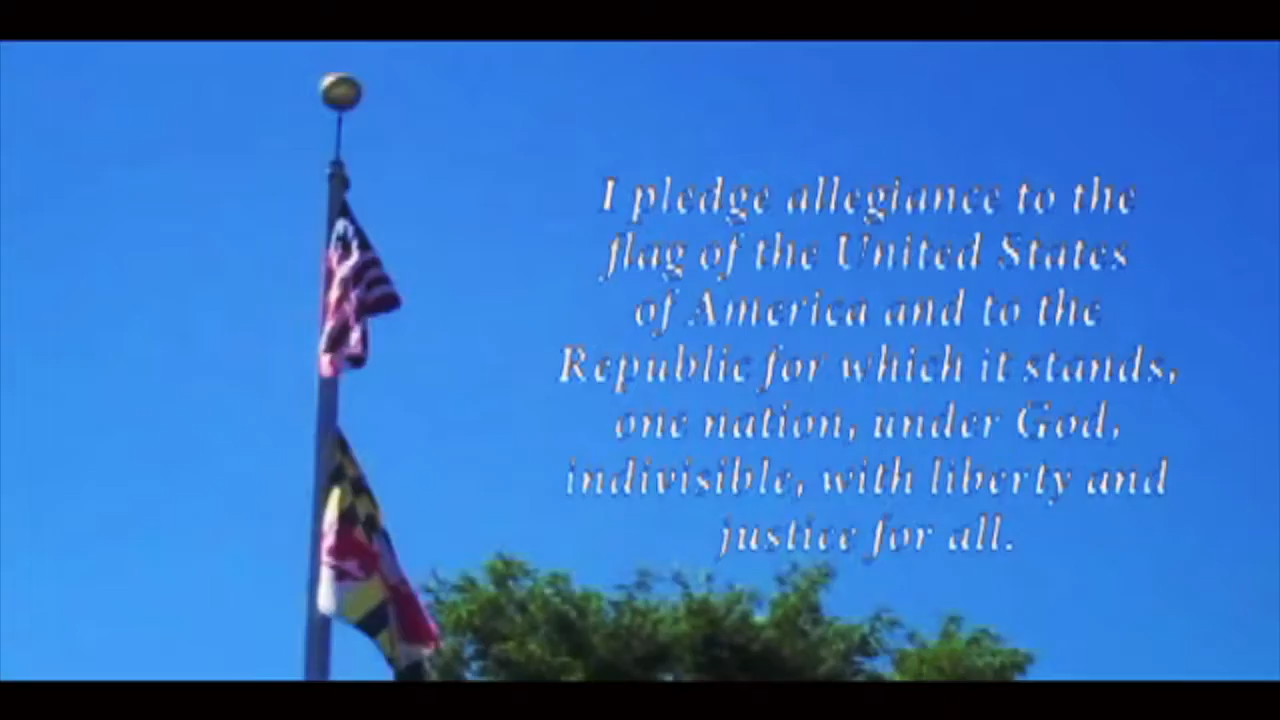 I pledge allegiance to the
flag of the United States
of America and to the
Republic for which it stands,
one nation, under God,
indivisible, with liberty and
justice for all.